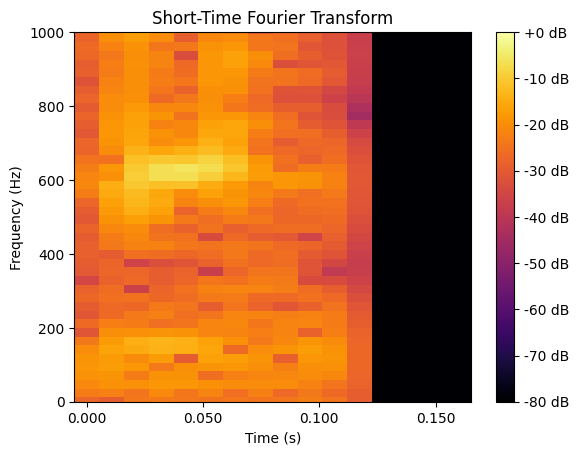 Short-Time Fourier Transform
1000
800
600
400
200
0
Frequency (Hz)
0.000
0.050
0.100
0.150
Time (s)
+0 dB
-10 dB
-20 dB
-30 dB
-40 dB
-50 dB
-60 dB
-70 dB
-80 dB